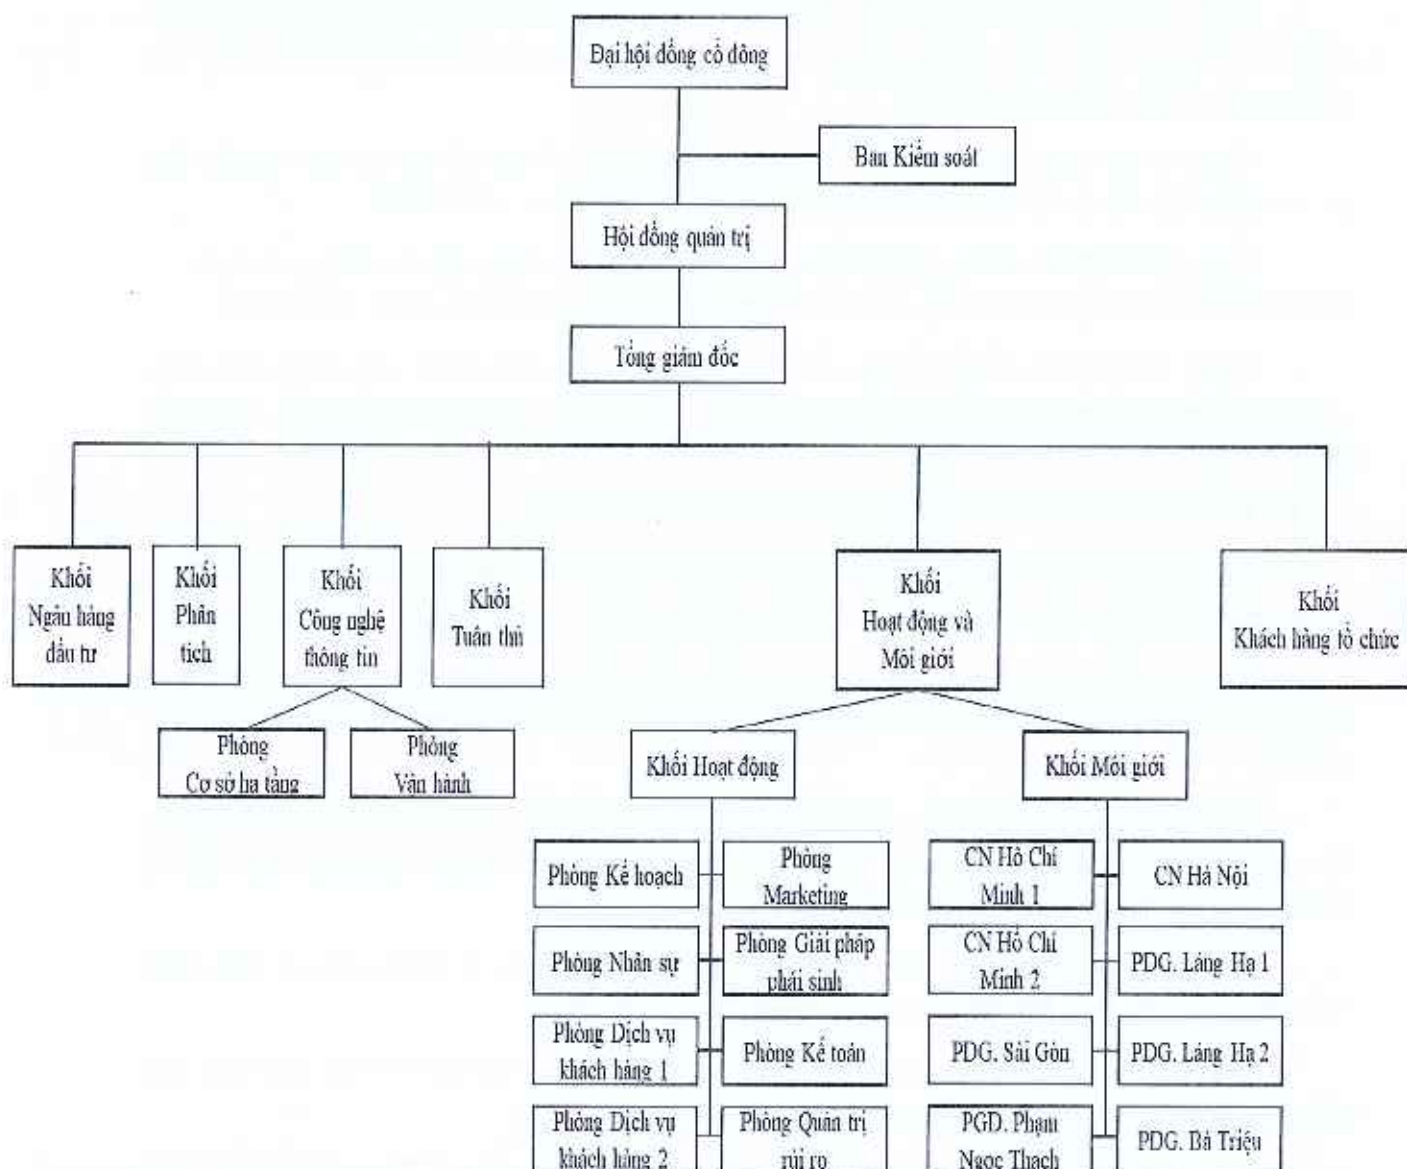 Đại hội đồng cổ đông
Ban Kiểm soát
Hội đồng quản trị
Tổng giám đốc
Khối
Ngân hàng
đầu tư
Khối
Phân
tích
Khối
Công nghệ
thông tin
Khối
Tuân thủ
Khối
Hoạt động và
Môi giới
Khối
Khách hàng tổ chức
Phòng
Cơ sở hạ tầng
Phòng
Vận hành
Khối Hoạt động
Khối Môi giới
Phòng Kế hoạch
Phòng
Marketing
CN Hồ Chí
Minh 1
CN Hà Nội
Phòng Nhân sự
Phòng Giải pháp
phái sinh
CN Hồ Chí
Minh 2
PDG. Láng Hạ 1
Phòng Dịch vụ
khách hàng 1
Phòng Kế toán
PDG. Sài Gòn
PDG. Láng Hạ 2
Phòng Dịch vụ
khách hàng 2
Phòng Quản trị
rủi ro
PGD. Phạm
Ngọc Thạch
PDG. Bà Triệu